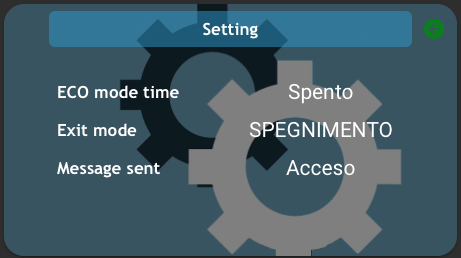 Setting
ECO mode time Spento
Exit mode SPEGNIMENTO
Message sent Acceso